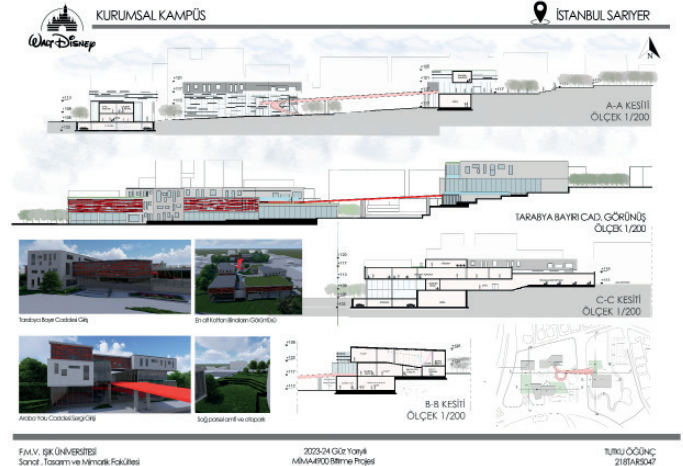 KURUMSAL KAMPÜS
İSTANBUL SARIYER
WALT DISNEY
N
A-A KESİTİ
ÖLÇEK 1/200
TARABYA BAYIRI CAD. GÖRÜNÜŞ
ÖLÇEK 1/200
Tarabya Bayırı Caddesi Giriş
En alt Kottan Binaların Görüntüsü
C-C KESİTİ
ÖLÇEK 1/200
Araba Yolu Caddesi Sergi Girişi
Sağ parsel amfi ve otopark
B-B KESİTİ
ÖLÇEK 1/200
F.M.V. IŞIK ÜNİVERSİTESİ
Sanat, Tasarım ve Mimarlık Fakültesi
2023-24 Güz Yarıyılı
MİMA4900 Bitirme Projesi
TUTKU ÖĞÜNÇ
218TAR5047